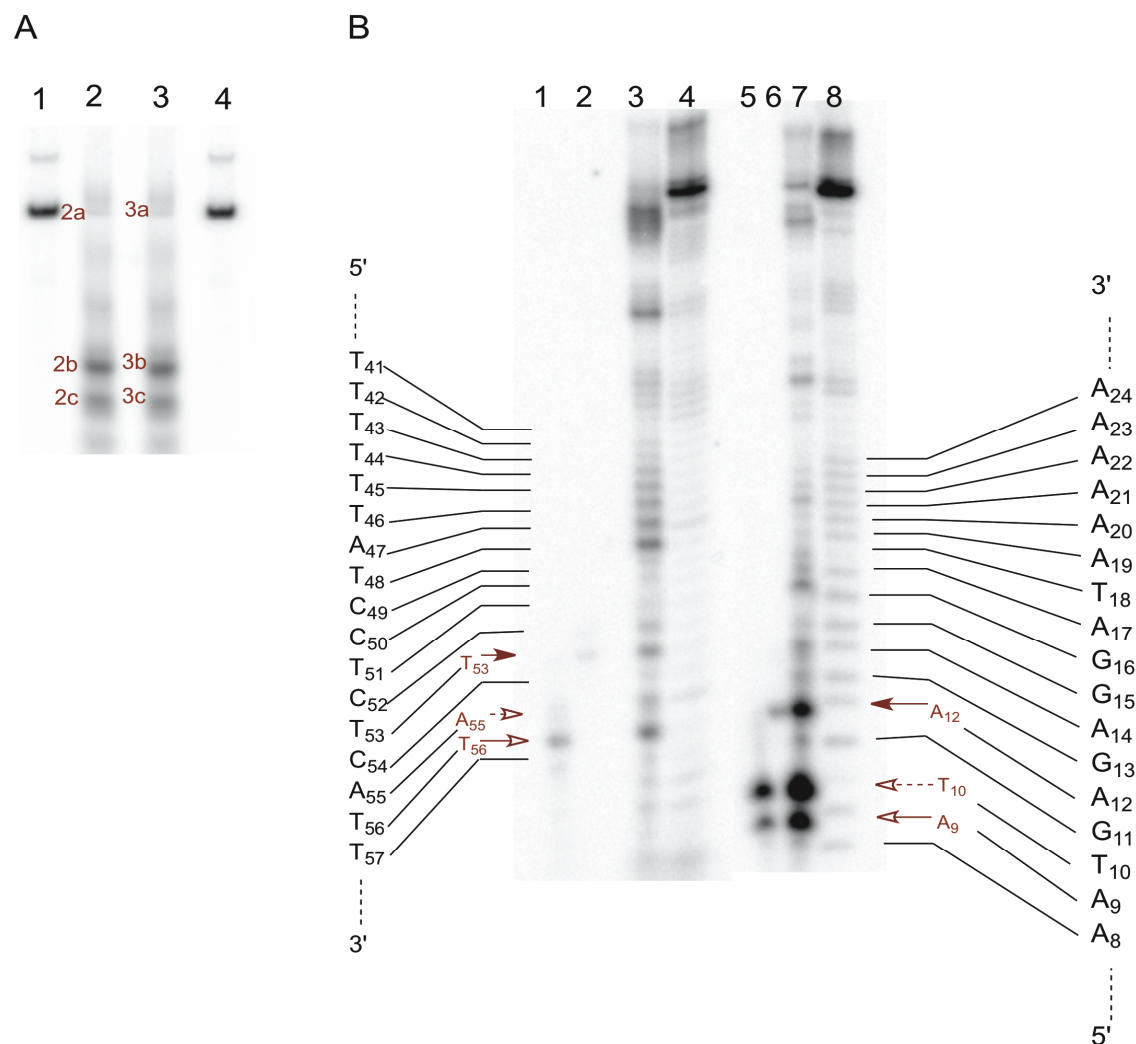 A
B
1 2 3 4
2a 3a
2b 3b
2c 3c
1 2 3 4 5 6 7 8
5'
T41
T42
T43
T44
T45
T46
A47
T48
C49
C50
T51
C52
T53
C54
A55
T56
T57
3'
T53
A55
T56
A12
T10
A9
3'
A24
A23
A22
A21
A20
A19
T18
A17
G16
G15
A14
G13
A12
G11
T10
A9
A8
5'